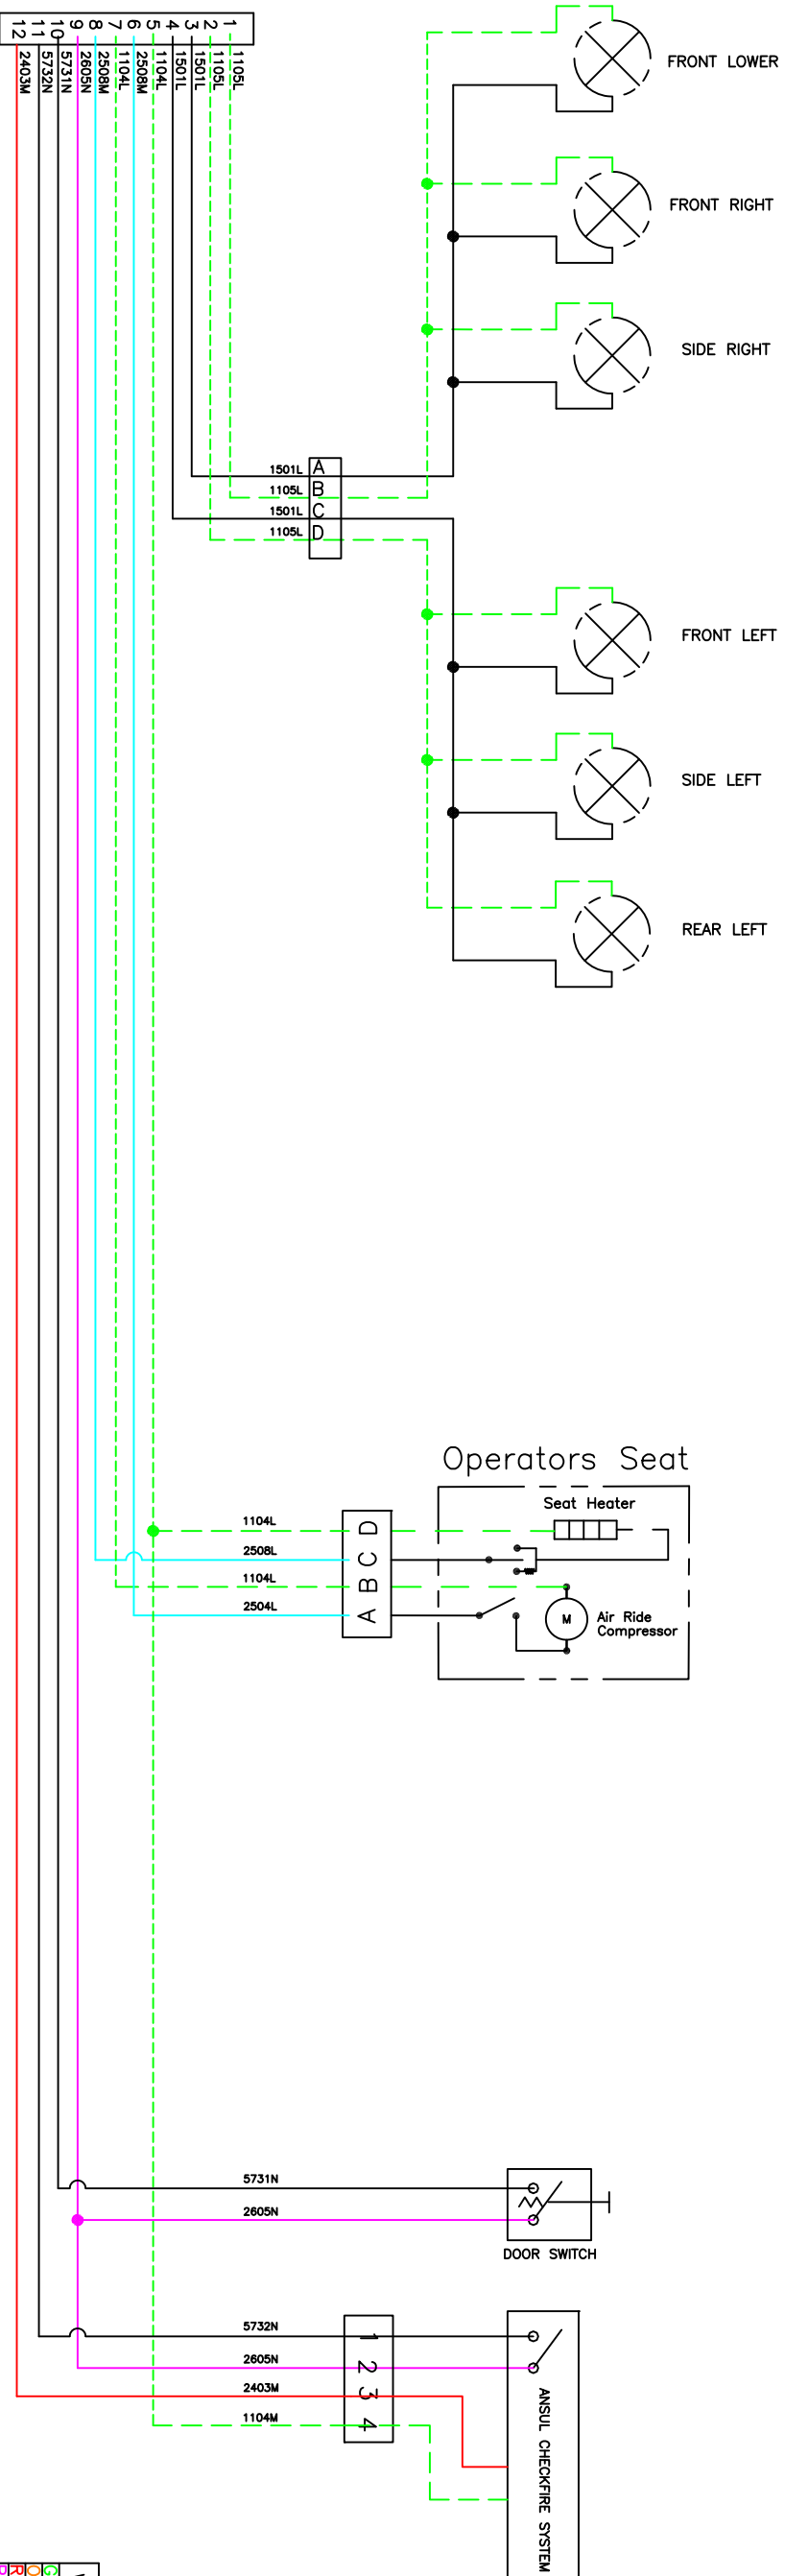 12 11 10 9 8 7 6 5 4 3 2 1
2403M 5732N 5731N 2605N 2508M 1104L 2508M 1104L 1501L 1501L 1105L 1105L
FRONT LOWER
FRONT RIGHT
SIDE RIGHT
1501L A
1105L B
1501L C
1105L D
FRONT LEFT
SIDE LEFT
REAR LEFT
Operators Seat
Seat Heater
1104L D
2508L C
1104L B
2504L A
M
Air Ride
Compressor
5731N
2605N
DOOR SWITCH
5732N 1
2605N 2
2403M 3
1104M 4
ANSUL CHECKFIRE SYSTEM